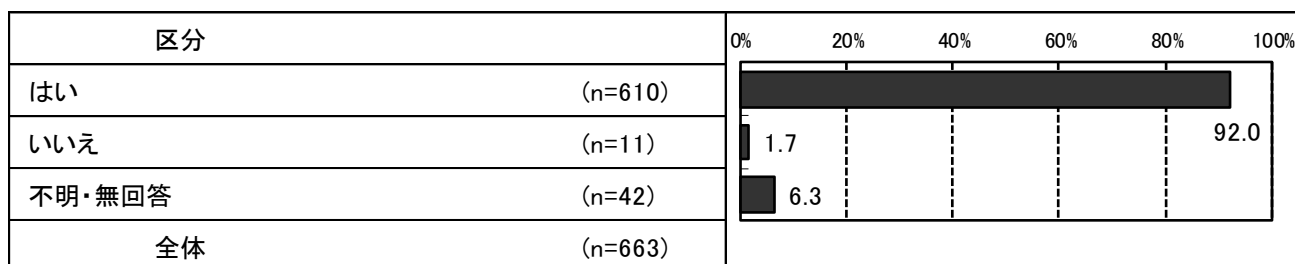 区分 0% 20% 40% 60% 80% 100%
はい (n=610)
92.0
いいえ (n=11) 1.7
不明・無回答 (n=42) 6.3
全体 (n=663)